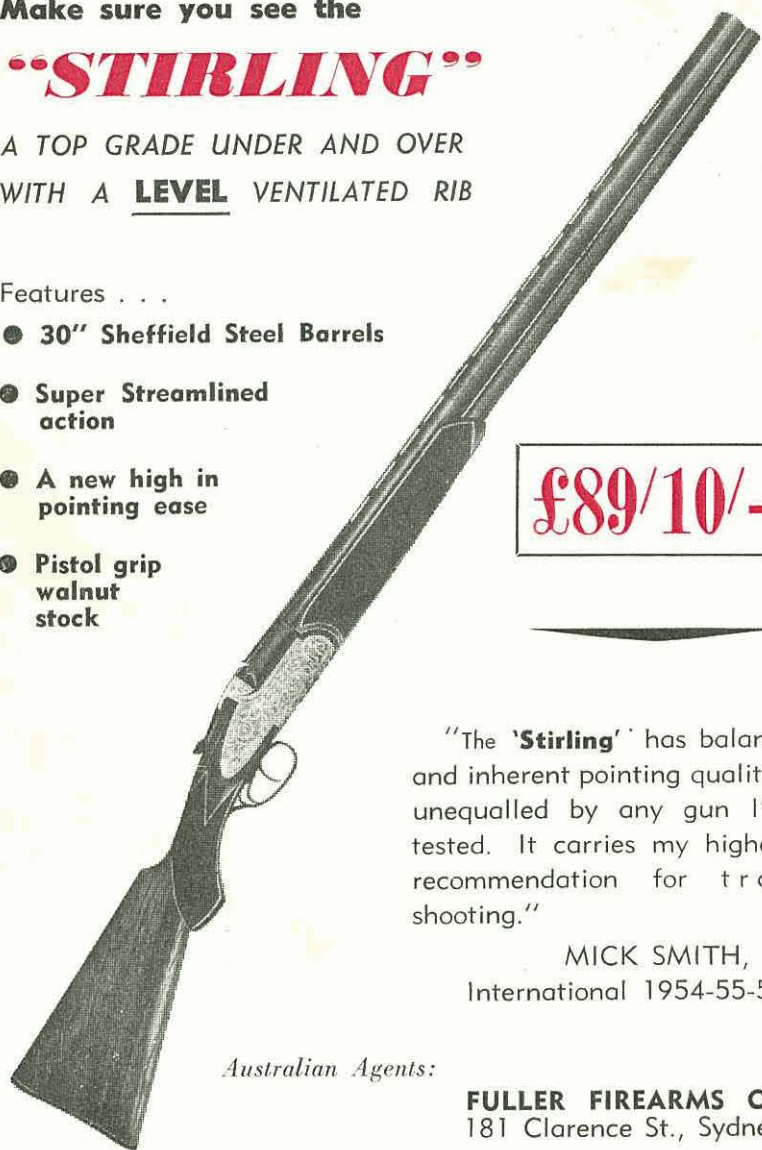 Make sure you see the
“STIRLING”
A TOP GRADE UNDER AND OVER
WITH A LEVEL VENTILATED RIB
Features . . .
● 30" Sheffield Steel Barrels
● Super Streamlined
action
● A new high in
pointing ease
● Pistol grip
walnut
stock
£89/10/-
"The 'Stirling' has balan
and inherent pointing qualit
unequalled by any gun I'
tested. It carries my highe
recommendation for tra
shooting."
MICK SMITH,
International 1954-55-5
Australian Agents:
FULLER FIREARMS C
181 Clarence St., Sydne